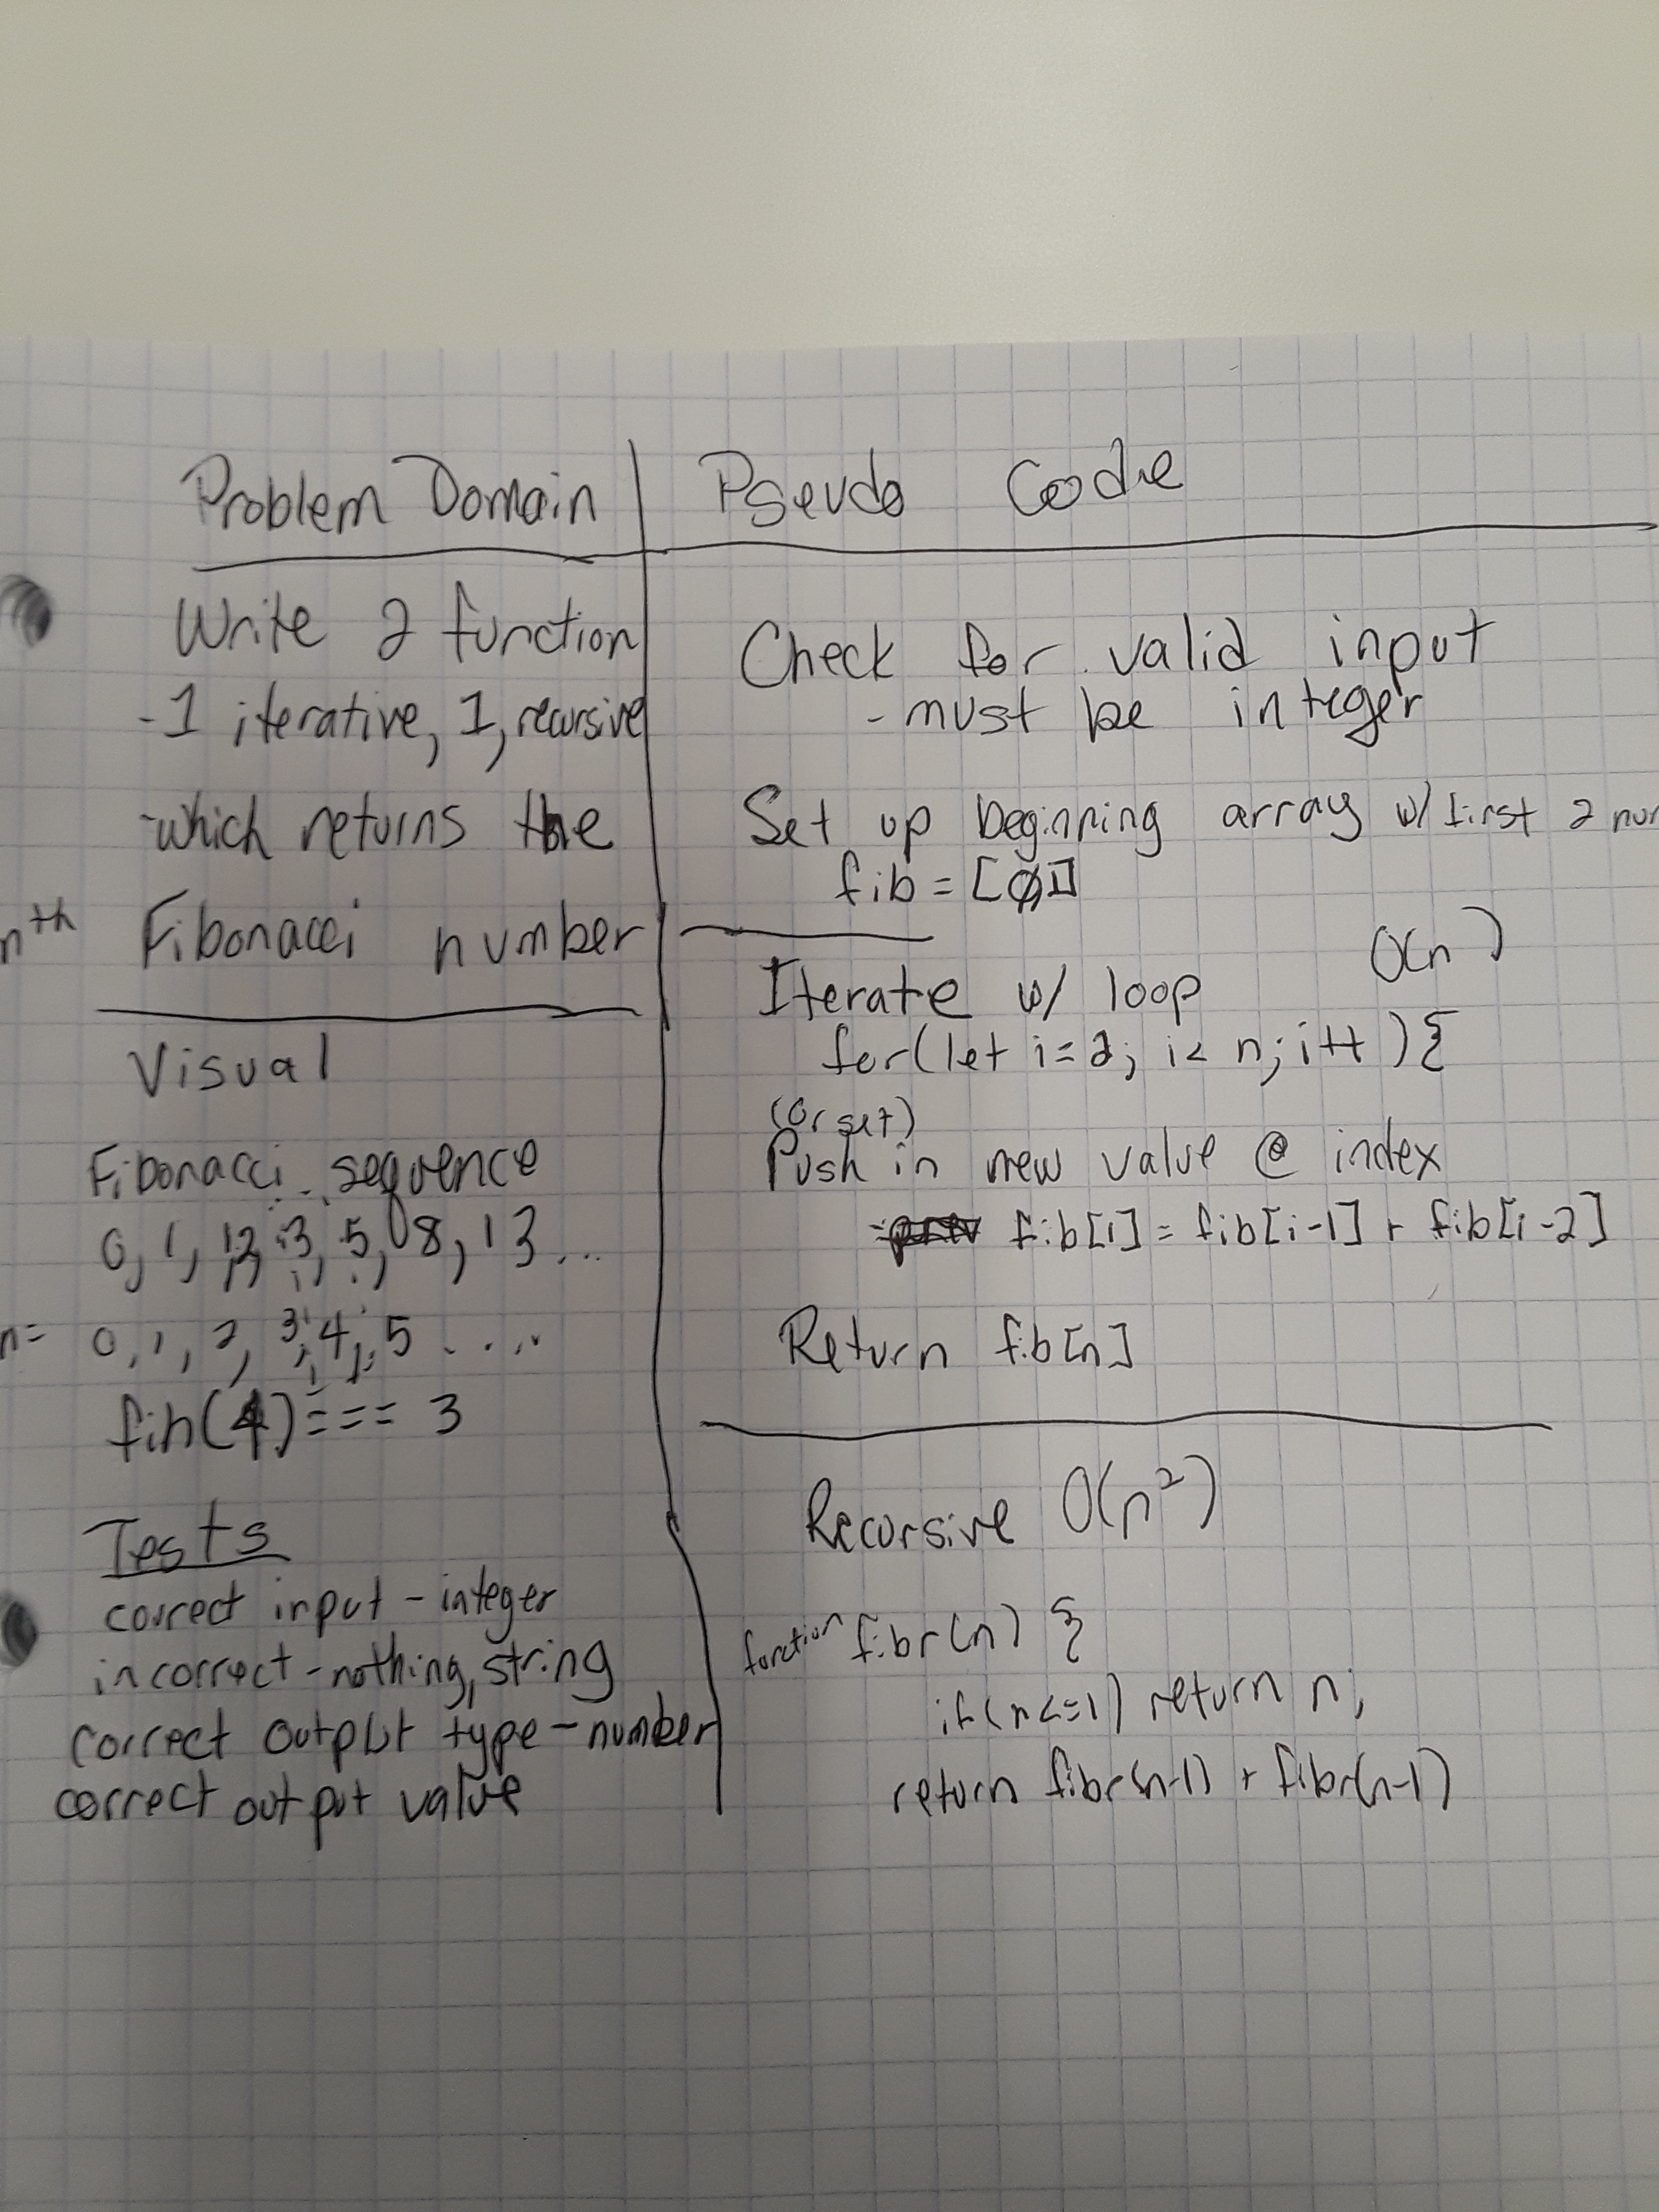 Problem Domain
Write 2 function
-1 iterative, 1, recursive
-which returns the
nth Fibonacci number
Visual
Fibonacci sequence
0, 1, 1, 2, 3, 5, 8, 13...
n= 0, 1, 2, 3, 4, 5 ....
fib(4) === 3
Tests
correct input - integer
incorrect - nothing, string
correct output type - number
correct output value
Pseudo Code
Check for valid input
- must be integer
Set up beginning array w/ first 2
fib = [0,1]
O(n)
Iterate w/ loop
for(let i=2; i< n; i++){
(or set)
Push in new value @ index
fib[i] = fib[i-1] + fib[i-2]
Return fib[n]
Recursive O(n²)
function fibr(n) {
if(n<=1) return n;
return fibr(n-1) + fibr(n-1)